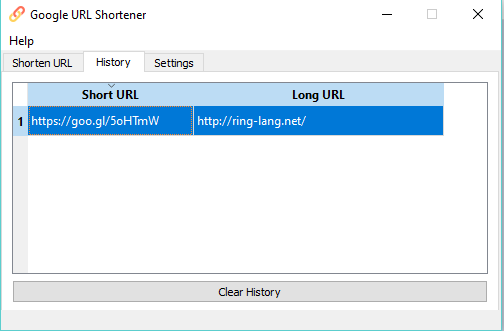 Google URL Shortener
Help
Shorten URL History Settings
Short URL Long URL
1 https://goo.gl/5oHTmW http://ring-lang.net/
Clear History